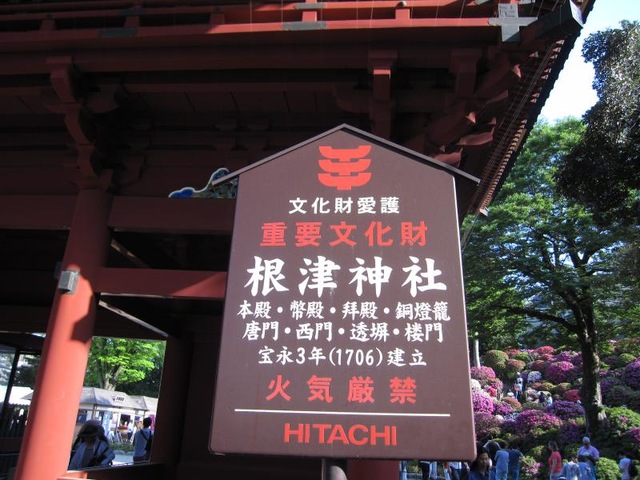 文化財愛護
重要文化財
根津神社
本殿・幣殿・拝殿・銅燈籠
唐門・西門・透塀・楼門
宝永3年(1706)建立
火気厳禁
HITACHI